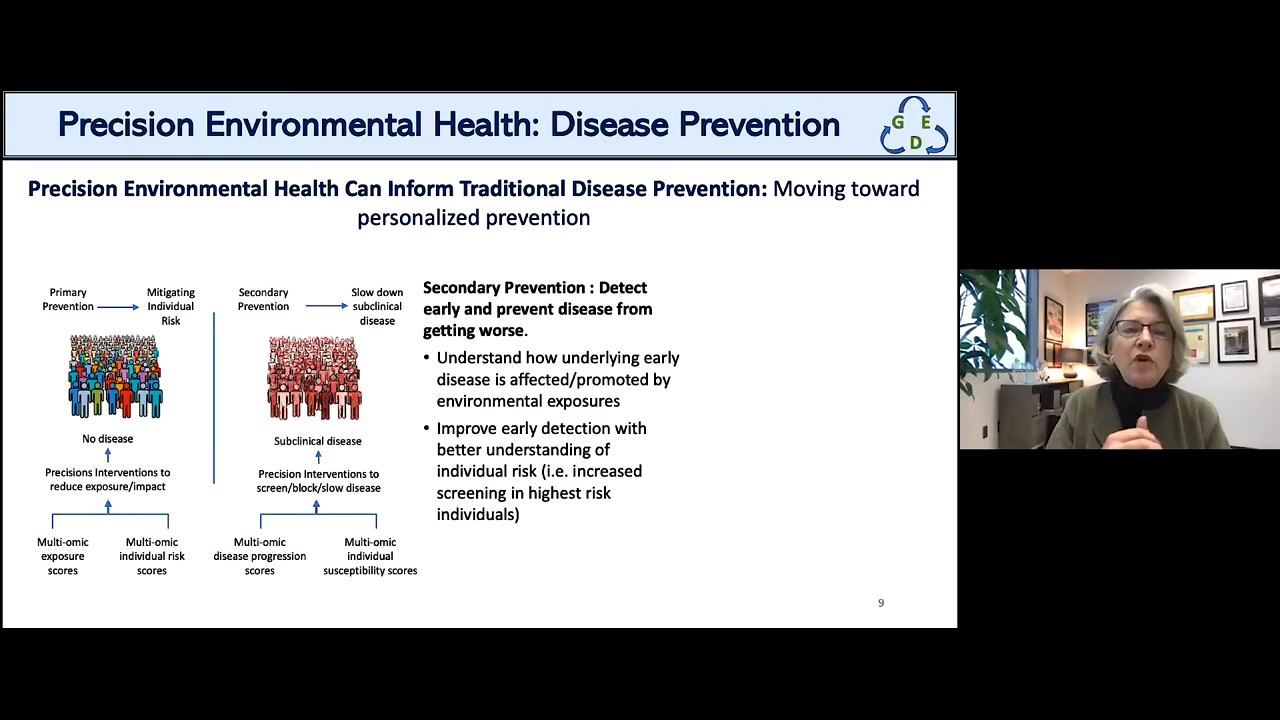 Precision Environmental Health: Disease Prevention
G E
D
Precision Environmental Health Can Inform Traditional Disease Prevention: Moving toward
personalized prevention
Primary
Prevention
Mitigating
Individual
Risk
Secondary
Prevention
Slow down
subclinical
disease
No disease
Precisions Interventions to
reduce exposure/impact
Multi-omic
exposure
scores
Multi-omic
individual risk
scores
Subclinical disease
Precision Interventions to
screen/block/slow disease
Multi-omic
disease progression
scores
Multi-omic
individual
susceptibility scores
Secondary Prevention : Detect
early and prevent disease from
getting worse.
• Understand how underlying early
disease is affected/promoted by
environmental exposures
• Improve early detection with
better understanding of
individual risk (i.e. increased
screening in highest risk
individuals)
9